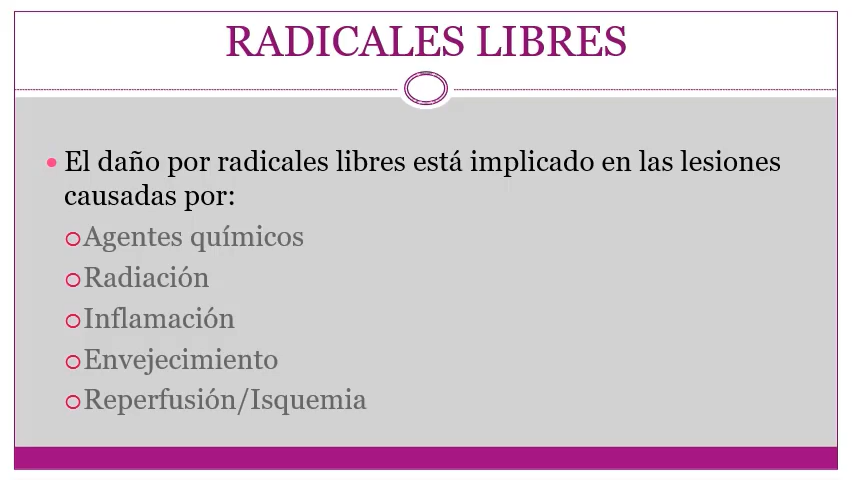 RADICALES LIBRES
El daño por radicales libres está implicado en las lesiones
causadas por:
Agentes químicos
Radiación
Inflamación
Envejecimiento
Reperfusión/Isquemia